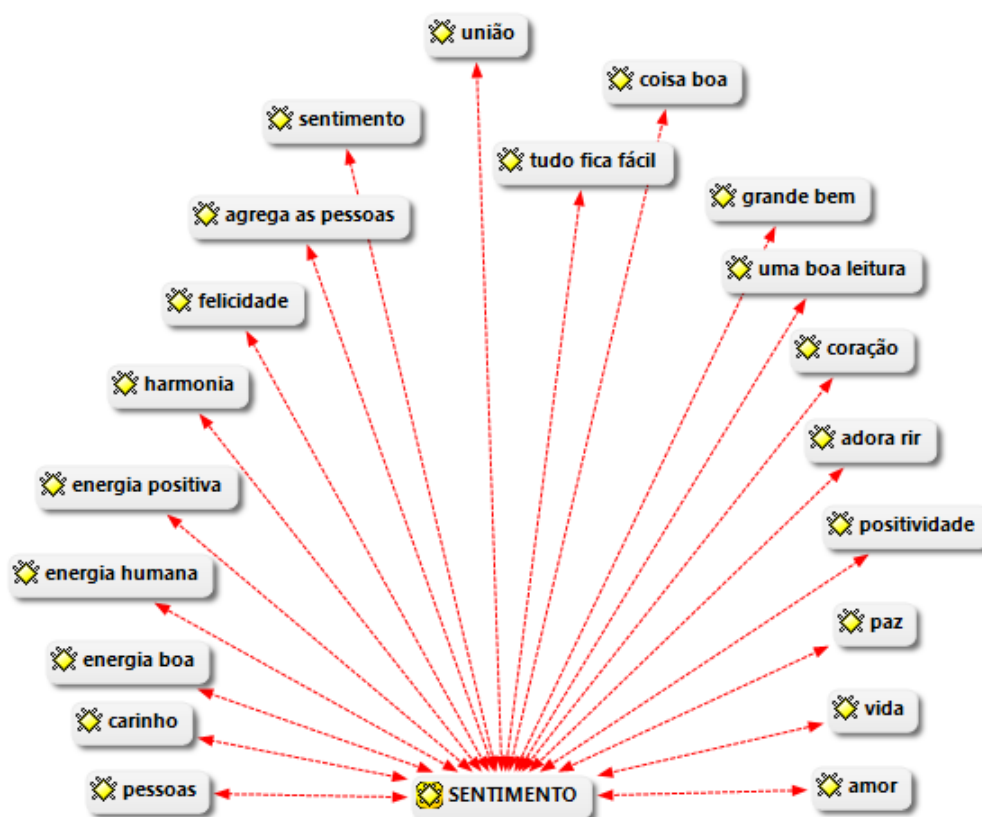 união
coisa boa
sentimento
tudo fica fácil
grande bem
agrega as pessoas
uma boa leitura
felicidade
coração
harmonia
adora rir
energia positiva
positividade
energia humana
paz
energia boa
vida
carinho
amor
pessoas
SENTIMENTO